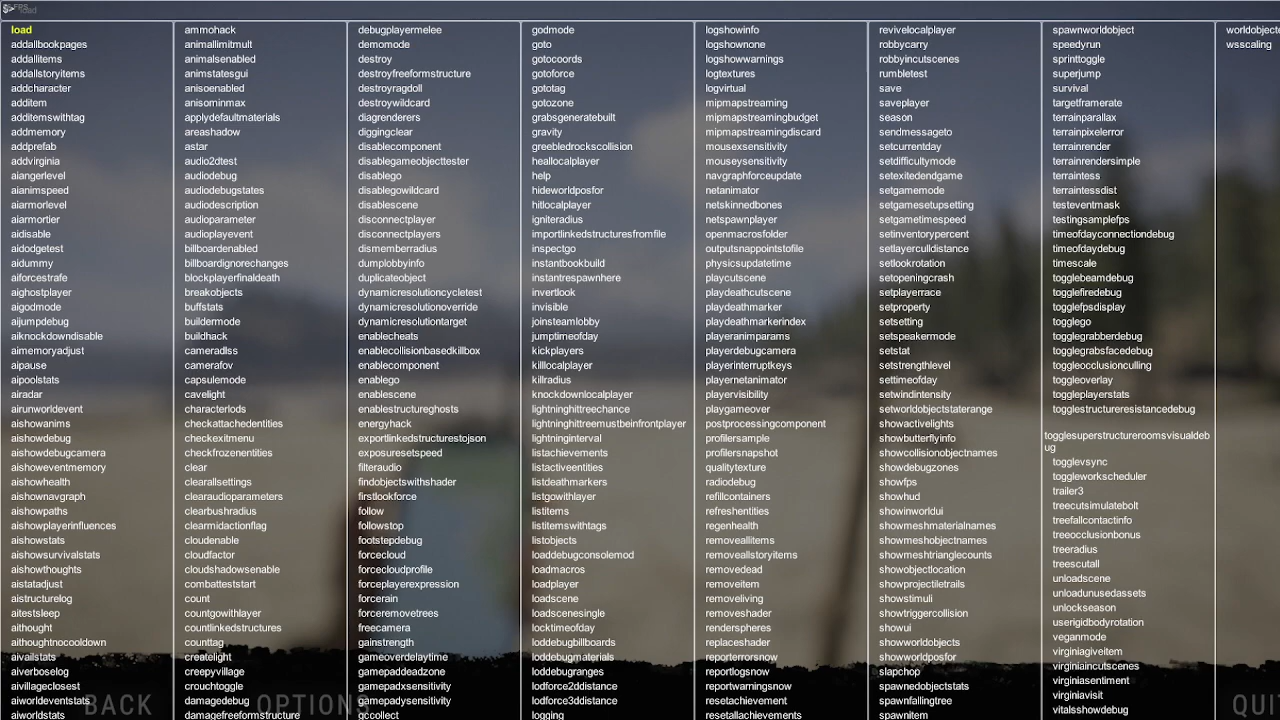 load
addallbookpages
addallitems
addallstoryitems
addcharacter
additem
additemswithtag
addmemory
addprefab
addvirginia
aiangerlevel
aianimspeed
aiarmorlevel
aiarmortier
aidisable
aidodgetest
aidummy
aiforcestrafe
aighostplayer
aigodmode
aijumpdebug
aiknockdowndisable
aimemoryadjust
aipause
aipoolstats
airadar
airunworldevent
aishowanims
aishowdebug
aishowdebugcamera
aishoweventmemory
aishowhealth
aishownavgraph
aishowpaths
aishowplayerinfluences
aishowstats
aishowsurvivalstats
aishowthoughts
aistatadjust
aistructurelog
aitestsleep
aithought
aithoughtnocooldown
aivailstats
aiverboselog
aivillageclosest
aiworldeventstats
aiworldstats
ammohack
animallimitmult
animalsenabled
animstatesgui
anisoenabled
anisominmax
applydefaultmaterials
areashadow
astar
audio2dtest
audiodebug
audiodebugstates
audiodescription
audioparameter
audioplayevent
billboardenabled
billboardignorechanges
blockplayerfinaldeath
breakobjects
buffstats
buildermode
buildhack
cameradlss
camerafov
capsulemode
cavelight
characterlods
checkattachedentities
checkexitmenu
checkfrozenentities
clear
clearallsettings
clearaudioparameters
clearbushradius
clearmidactionflag
cloudenable
cloudfactor
cloudshadowsenable
combatteststart
count
countgowithlayer
countlinkedstructures
counttag
createlight
creepyvillage
crouchtoggle
damagedebug
damagefreeformstructure
debugplayermelee
demomode
destroy
destroyfreeformstructure
destroyragdoll
destroywildcard
diagrenderers
diggingclear
disablecomponent
disablegameobjecttester
disablego
disablegowildcard
disablescene
disconnectplayer
disconnectplayers
dismemberradius
dumplobbyinfo
duplicateobject
dynamicresolutioncycletest
dynamicresolutionoverride
dynamicresolutiontarget
enablecheats
enablecollisionbasedkillbox
enablecomponent
enablego
enablescene
enablestructureghosts
energyhack
exportlinkedstructurestojson
exposuresetspeed
filteraudio
findobjectswithshader
firstlookforce
follow
followstop
footstepdebug
forcecloud
forcecloudprofile
forceplayerexpression
forcerain
forceremovetrees
freecamera
gainstrength
gameoverdelaytime
gamepaddeadzone
gamepadxsensitivity
gamepadysensitivity
gccollect
godmode
goto
gotocoords
gotoforce
gototag
gotozone
grabsgeneratebuilt
gravity
greebledrockscollision
heallocalplayer
help
hideworldposfor
hitlocalplayer
igniteradius
importlinkedstructuresfromfile
inspectgo
instantbookbuild
instantrespawnhere
invertlook
invisible
joinsteamlobby
jumptimeofday
kickplayers
killlocalplayer
killradius
knockdownlocalplayer
lightninghittreechance
lightninghittreemustbeinfrontplayer
lightninginterval
listachievements
listactiveentities
listdeathmarkers
listgowithlayer
listitems
listitemswithtags
listobjects
loaddebugconsolemod
loadmacros
loadplayer
loadscene
loadscenesingle
locktimeofday
loddebugbillboards
loddebugmaterials
loddebugranges
lodforce2ddistance
lodforce3ddistance
logging
logshowinfo
logshownone
logshowwarnings
logtextures
logvirtual
mipmapstreaming
mipmapstreamingbudget
mipmapstreamingdiscard
mousexsensitivity
mouseysensitivity
navgraphforceupdate
netanimator
netskinnedbones
netspawnplayer
openmacrosfolder
outputsnappointstofile
physicsupdatetime
playcutscene
playdeathcutscene
playdeathmarker
playdeathmarkerindex
playeranimparams
playerdebugcamera
playerinterruptkeys
playernetanimator
playervisibility
playgameover
postprocessingcomponent
profilersample
profilersnapshot
qualitytexture
radiodebug
refillcontainers
refreshentities
regenhealth
removeallitems
removeallstoryitems
removedead
removeitem
removeliving
removeshader
renderspheres
replaceshader
reporterrorsnow
reportlogsnow
reportwarningsnow
resetachievement
resetallachievements
revivelocalplayer
robbycarry
robbyincutscenes
rumbletest
save
saveplayer
season
sendmessageto
setcurrentday
setdifficultymode
setexitedendgame
setgamemode
setgamesetupsetting
setgametimespeed
setinventorypercent
setlayerculldistance
setlookrotation
setopeningcrash
setplayerrace
setproperty
setsetting
setspeakermode
setstat
setstrengthlevel
settimeofday
setwindintensity
setworldobjectstaterange
showactivelights
showbutterflyinfo
showcollisionobjectnames
showdebugzones
showfps
showhud
showinworldui
showmeshmaterialnames
showmeshobjectnames
showmeshtrianglecounts
showobjectlocation
showprojectiletrails
showstimuli
showtriggercollision
showui
showworldobjects
showworldposfor
slapchop
spawnedobjectstats
spawnfallingtree
spawnitem
spawnworldobject
speedyrun
sprinttoggle
superjump
survival
targetframerate
terrainparallax
terrainpixelerror
terrainrender
terrainrendersimple
terraintess
terraintessdist
testeventmask
testingsamplefps
timeofdayconnectiondebug
timeofdaydebug
timescale
togglebeamdebug
togglefiredebug
togglefpsdisplay
togglego
togglegrabberdebug
togglegrabsfacedebug
toggleocclusionculling
toggleoverlay
toggleplayerstats
togglestructureresistancedebug
togglesuperstructureroomsvisualdeb
ug
togglevsync
toggleworkscheduler
trailer3
treecutsimulatebolt
treefallcontactinfo
treeocclusionbonus
treeradius
treescutall
unloadscene
unloadunusedassets
unlockseason
userigidbodyrotation
veganmode
virginiagiveitem
virginiaincutscenes
virginiasentiment
virginiavisit
vitalsshowdebug
worldobjecte
wsscaling
BACK
OPTIONS
QUI